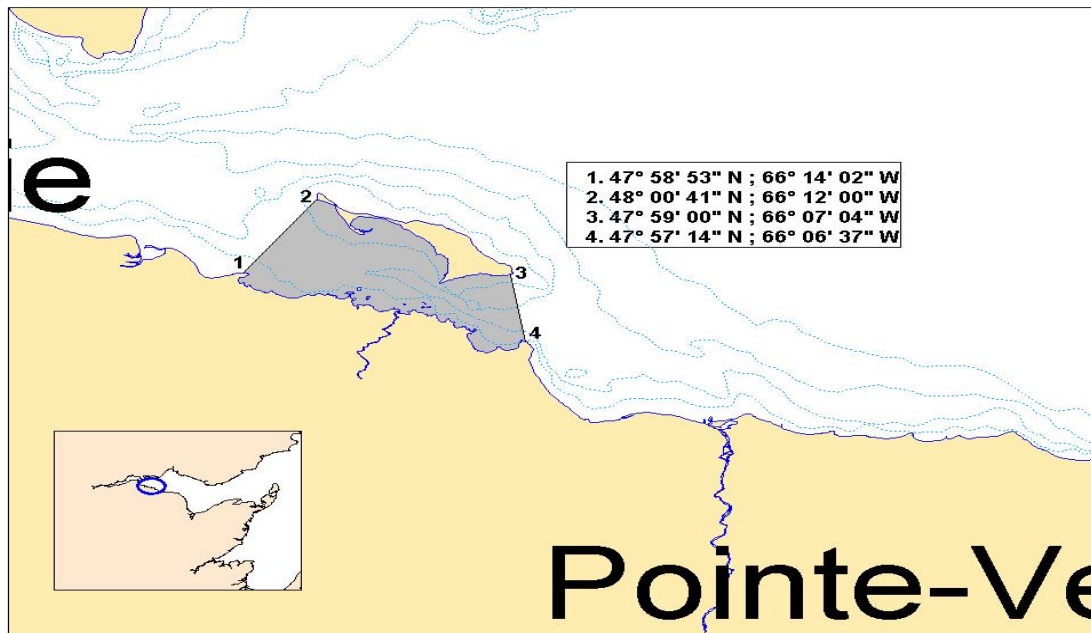 ie
2
1. 47° 58' 53" N ; 66° 14' 02" W
2. 48° 00' 41" N ; 66° 12' 00" W
3. 47° 59' 00" N ; 66° 07' 04" W
4. 47° 57' 14" N ; 66° 06' 37" W
1
3
4
Pointe-Ve